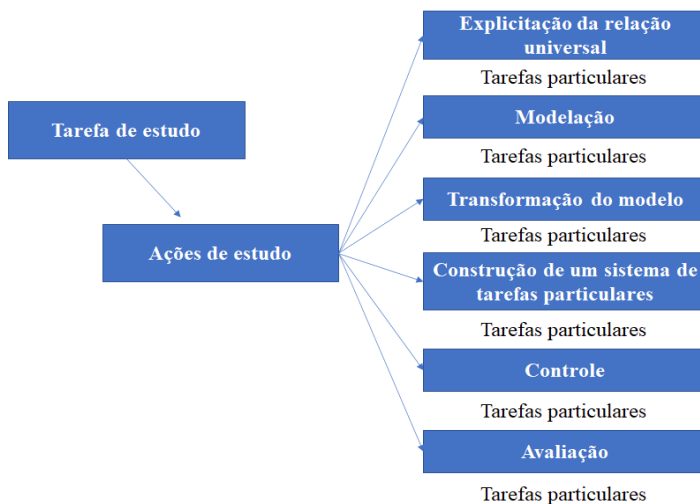 Explicitação da relação
universal
Tarefas particulares
Tarefa de estudo
Modelação
Tarefas particulares
Transformação do modelo
Tarefas particulares
Ações de estudo
Construção de um sistema de
tarefas particulares
Tarefas particulares
Controle
Tarefas particulares
Avaliação
Tarefas particulares